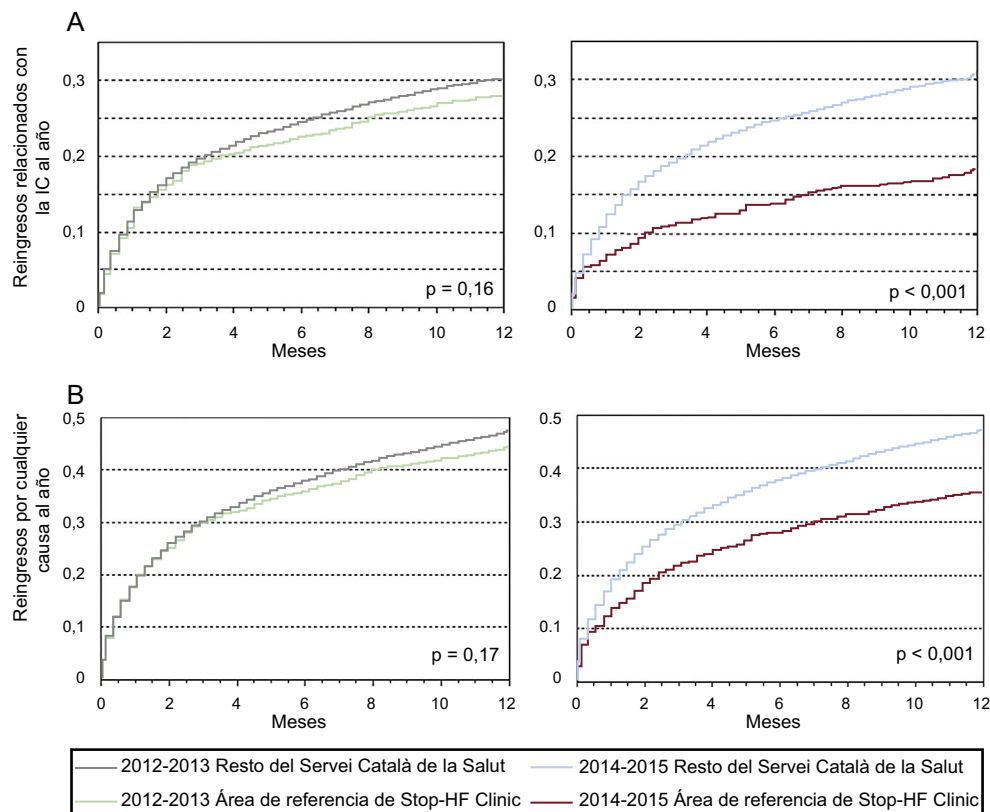 A
Reingresos relacionados con
la IC al año
0,3
0,2
0,1
0
p = 0,16
0 2 4 6 8 10 12
Meses
0,3
0,2
0,1
0
p < 0,001
0 2 4 6 8 10 12
Meses
B
Reingresos por cualquier
causa al año
0,5
0,4
0,3
0,2
0,1
0
p = 0,17
0 2 4 6 8 10 12
Meses
0,5
0.4
0.3
0.2
0.1
0
p < 0,001
0 2 4 6 8 10 12
Meses
2012-2013 Resto del Servei Català de la Salut
2014-2015 Resto del Servei Català de la Salut
2012-2013 Área de referencia de Stop-HF Clinic
2014-2015 Área de referencia de Stop-HF Clinic